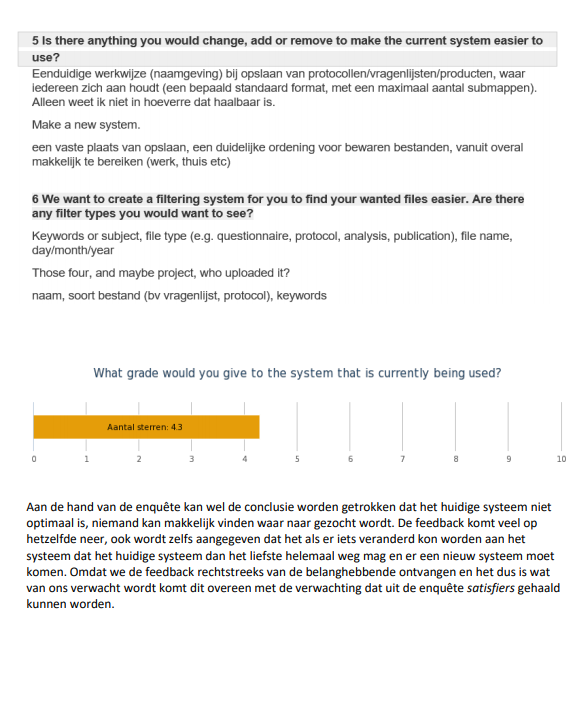 5 Is there anything you would change, add or remove to make the current system easier to
use?
Eenduidige werkwijze (naamgeving) bij opslaan van protocollen/vragenlijsten/producten, waar
iedereen zich aan houdt (een bepaald standaard format, met een maximaal aantal submappen).
Alleen weet ik niet in hoeverre dat haalbaar is.
Make a new system.
een vaste plaats van opslaan, een duidelijke ordening voor bewaren bestanden, vanuit overal
makkelijk te bereiken (werk, thuis etc)
6 We want to create a filtering system for you to find your wanted files easier. Are there
any filter types you would want to see?
Keywords or subject, file type (e.g. questionnaire, protocol, analysis, publication), file name,
day/month/year
Those four, and maybe project, who uploaded it?
naam, soort bestand (bv vragenlijst, protocol), keywords
What grade would you give to the system that is currently being used?
Aantal sterren: 4.3
0 1 2 3 4 5 6 7 8 9 10
Aan de hand van de enquête kan wel de conclusie worden getrokken dat het huidige systeem niet
optimaal is, niemand kan makkelijk vinden waar naar gezocht wordt. De feedback komt veel op
hetzelfde neer, ook wordt zelfs aangegeven dat het als er iets veranderd kon worden aan het
systeem dat het huidige systeem dan het liefste helemaal weg mag en er een nieuw systeem moet
komen. Omdat we de feedback rechtstreeks van de belanghebbende ontvangen en het dus is wat
van ons verwacht wordt komt dit overeen met de verwachting dat uit de enquête satisfiers gehaald
kunnen worden.